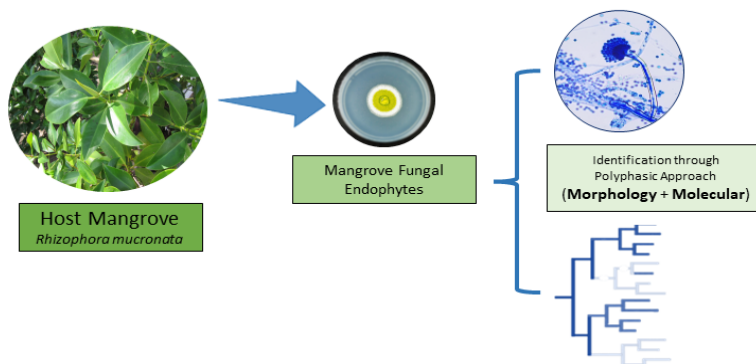 Host Mangrove
Rhizophora mucronata
Mangrove Fungal
Endophytes
Identification through
Polyphasic Approach
(Morphology + Molecular)